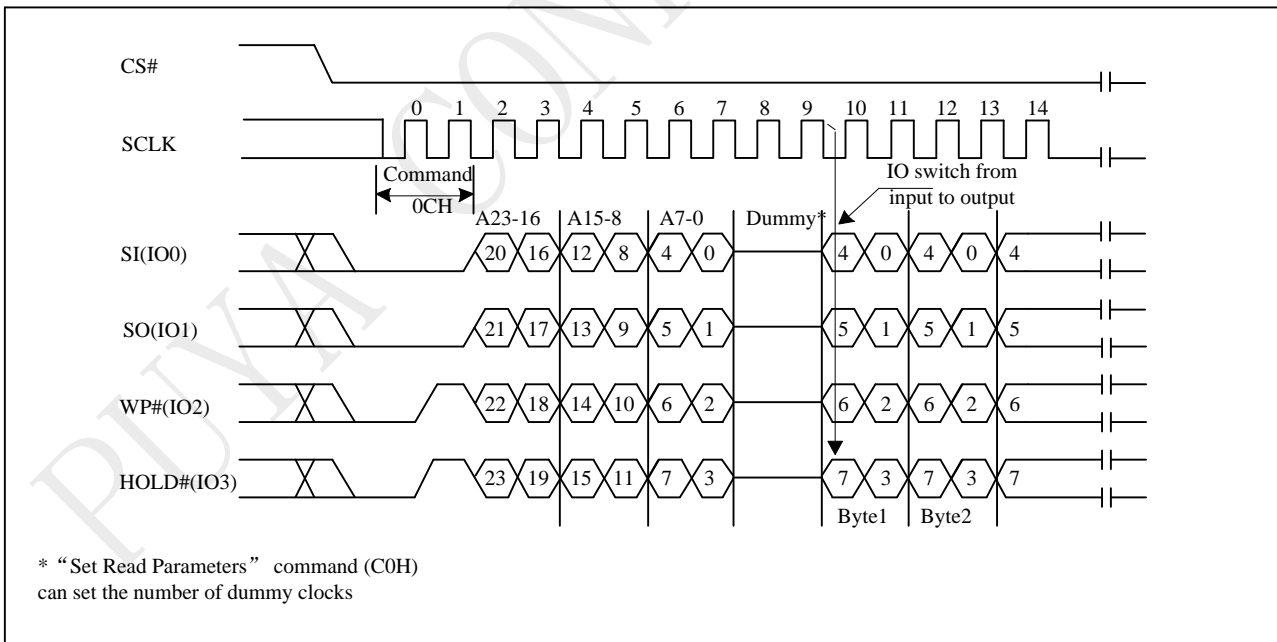 CS#
0 1 2 3 4 5 6 7 8 9 10 11 12 13 14
SCLK
Command
0CH
IO switch from
input to output
A23-16 A15-8 A7-0 Dummy*
SI(IO0) 20 16 12 8 4 0 4 0 4 0 4
SO(IO1) 21 17 13 9 5 1 5 1 5 1 5
WP#(IO2) 22 18 14 10 6 2 6 2 6 2 6
HOLD#(IO3) 23 19 15 11 7 3 7 3 7 3 7
Byte1 Byte2
* “Set Read Parameters” command (C0H)
can set the number of dummy clocks
PUYA